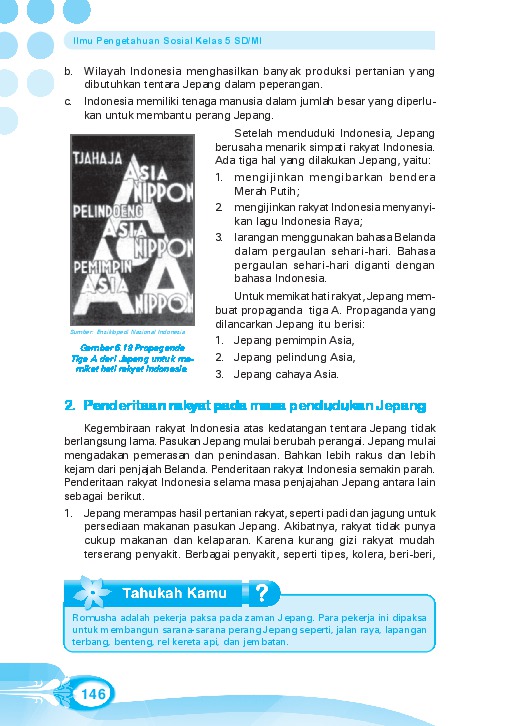 Ilmu Pengetahuan Sosial Kelas 5 SD/MI
b. Wilayah Indonesia menghasilkan banyak produksi pertanian yang
dibutuhkan tentara Jepang dalam peperangan.
c. Indonesia memiliki tenaga manusia dalam jumlah besar yang diperlu-
kan untuk membantu perang Jepang.
TJAHAJA
ASIA
NIPPON
PELINDOENG
ASIA
NIPPON
PEMIMPIN
ASIA
NIPPON
Sumber: Ensiklopedi Nasional Indonesia
Gambar 6.12 Propaganda
Tiga A dari Jepang untuk me-
mikat hati rakyat Indonesia
Setelah menduduki Indonesia, Jepang
berusaha menarik simpati rakyat Indonesia.
Ada tiga hal yang dilakukan Jepang, yaitu:
1. mengijinkan mengibarkan bendera
Merah Putih;
2. mengijinkan rakyat Indonesia menyanyi-
kan lagu Indonesia Raya;
3. larangan menggunakan bahasa Belanda
dalam pergaulan sehari-hari. Bahasa
pergaulan sehari-hari diganti dengan
bahasa Indonesia.
Untuk memikat hati rakyat, Jepang mem-
buat propaganda tiga A. Propaganda yang
dilancarkan Jepang itu berisi:
1. Jepang pemimpin Asia,
2. Jepang pelindung Asia,
3. Jepang cahaya Asia.
2. Penderitaan rakyat pada masa pendudukan Jepang
Kegembiraan rakyat Indonesia atas kedatangan tentara Jepang tidak
berlangsung lama. Pasukan Jepang mulai berubah perangai. Jepang mulai
mengadakan pemerasan dan penindasan. Bahkan lebih rakus dan lebih
kejam dari penjajah Belanda. Penderitaan rakyat Indonesia semakin parah.
Penderitaan rakyat Indonesia selama masa penjajahan Jepang antara lain
sebagai berikut.
1. Jepang merampas hasil pertanian rakyat, seperti padi dan jagung untuk
persediaan makanan pasukan Jepang. Akibatnya, rakyat tidak punya
cukup makanan dan kelaparan. Karena kurang gizi rakyat mudah
terserang penyakit. Berbagai penyakit, seperti tipes, kolera, beri-beri,
Tahukah Kamu ?
Romusha adalah pekerja paksa pada zaman Jepang. Para pekerja ini dipaksa
untuk membangun sarana-sarana perang Jepang seperti, jalan raya, lapangan
terbang, benteng, rel kereta api, dan jembatan.
146